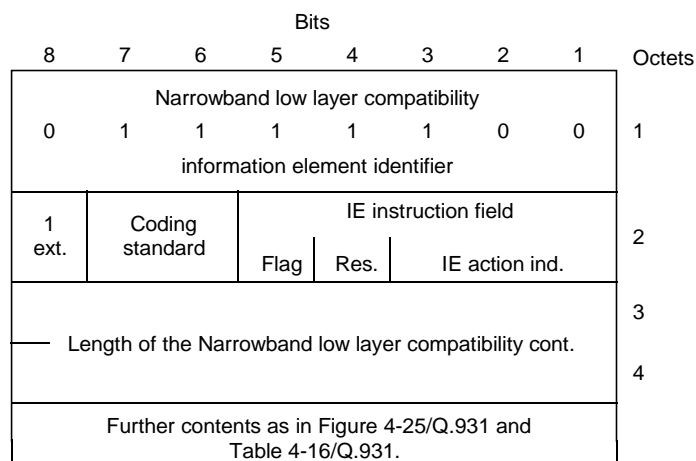 Bits
8 7 6 5 4 3 2 1 Octets
Narrowband low layer compatibility
0 1 1 1 1 1 0 0 1
information element identifier
1 Coding IE instruction field
ext. standard 2
Flag Res. IE action ind.
3
Length of the Narrowband low layer compatibility cont.
4
Further contents as in Figure 4-25/Q.931 and
Table 4-16/Q.931.